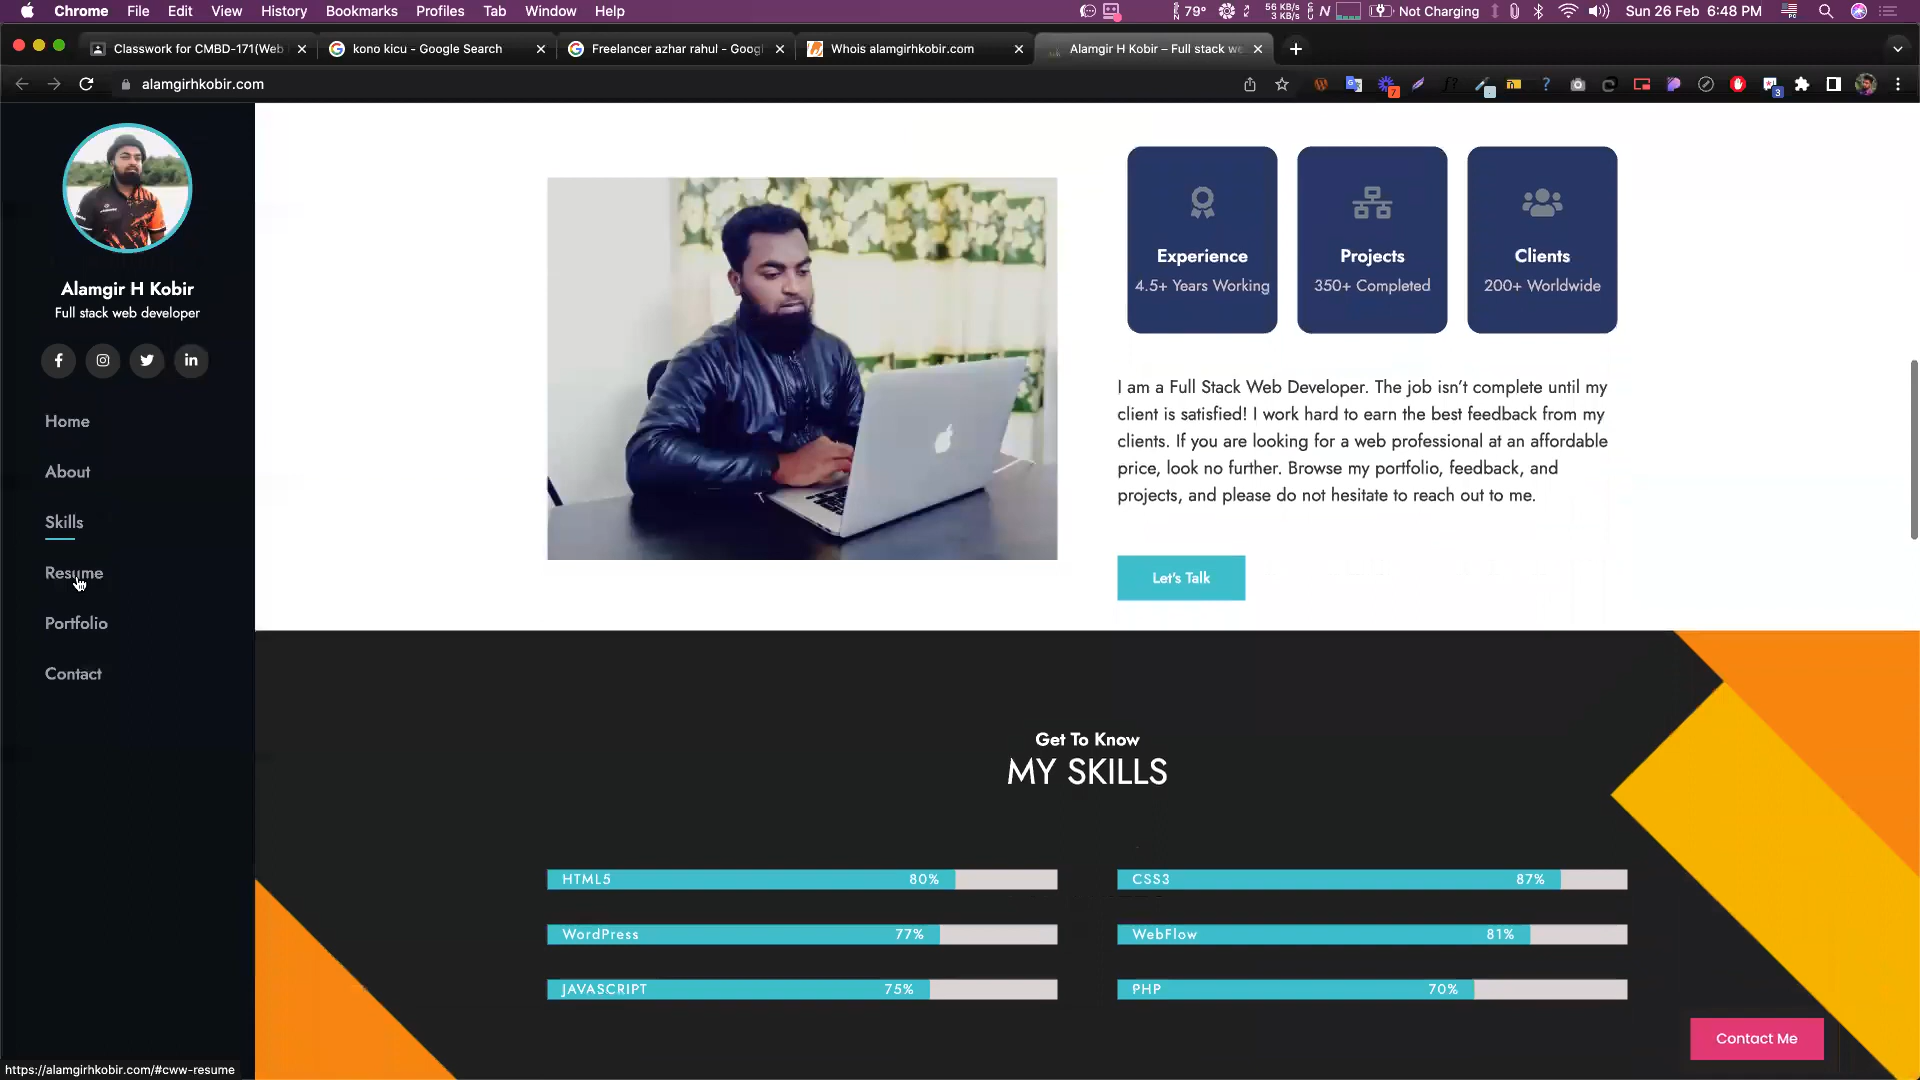 Chrome File Edit View History Bookmarks Profiles Tab Window Help
79° 56 KB/s 3 KB/s N Not Charging Sun 26 Feb 6:48 PM
Classwork for CMBD-171(Web kono kicu - Google Search Freelancer azhar rahul - Goog Whois alamgirhkobir.com Alamgir H Kobir – Full stack we
alamgirhkobir.com
7
3
Alamgir H Kobir
Full stack web developer
Home
About
Skills
Resume
Portfolio
Contact
Experience
4.5+ Years Working
Projects
350+ Completed
Clients
200+ Worldwide
I am a Full Stack Web Developer. The job isn’t complete until my
client is satisfied! I work hard to earn the best feedback from my
clients. If you are looking for a web professional at an affordable
price, look no further. Browse my portfolio, feedback, and
projects, and please do not hesitate to reach out to me.
Let's Talk
Get To Know
MY SKILLS
HTML5 80%
CSS3 87%
WordPress 77%
WebFlow 81%
JAVASCRIPT 75%
PHP 70%
Contact Me
https://alamgirhkobir.com/#cww-resume